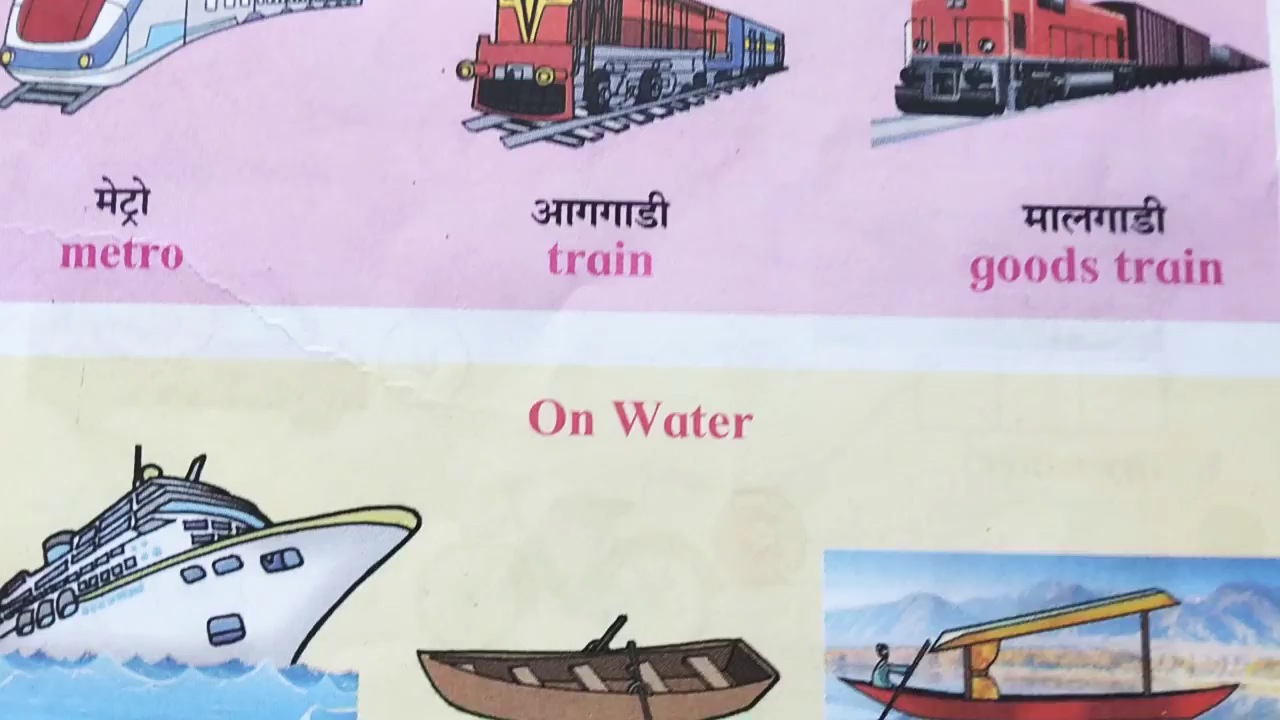 मेट्रो
metro
आगगाडी
train
मालगाडी
goods train
On Water